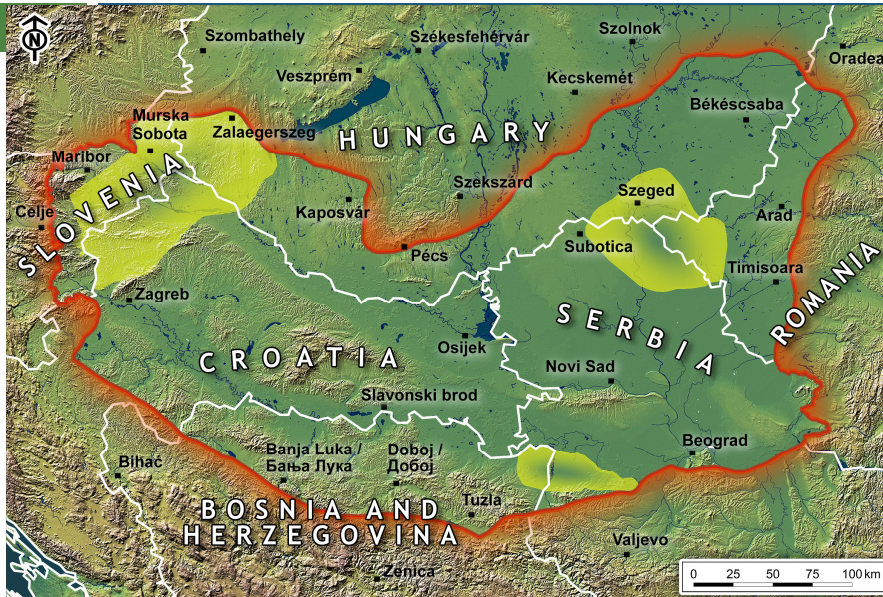 N
Szombathely
Székesfehérvár
Szolnok
Oradea
Veszprém
Kecskemét
Békéscsaba
Murska
Sobota
Zalaegerszeg
HUNGARY
Maribor
SLOVENIA
Celje
Kaposvár
Szekszárd
Szeged
Arad
Pécs
Subotica
Timisoara
ROMANIA
Zagreb
SERBIA
CROATIA
Osijek
Novi Sad
Slavonski brod
Beograd
Bihać
Banja Luka /
Бања Лука
Doboj /
Добој
Tuzla
BOSNIA AND
HERZEGOVINA
Valjevo
Zenica
0 25 50 75 100 km